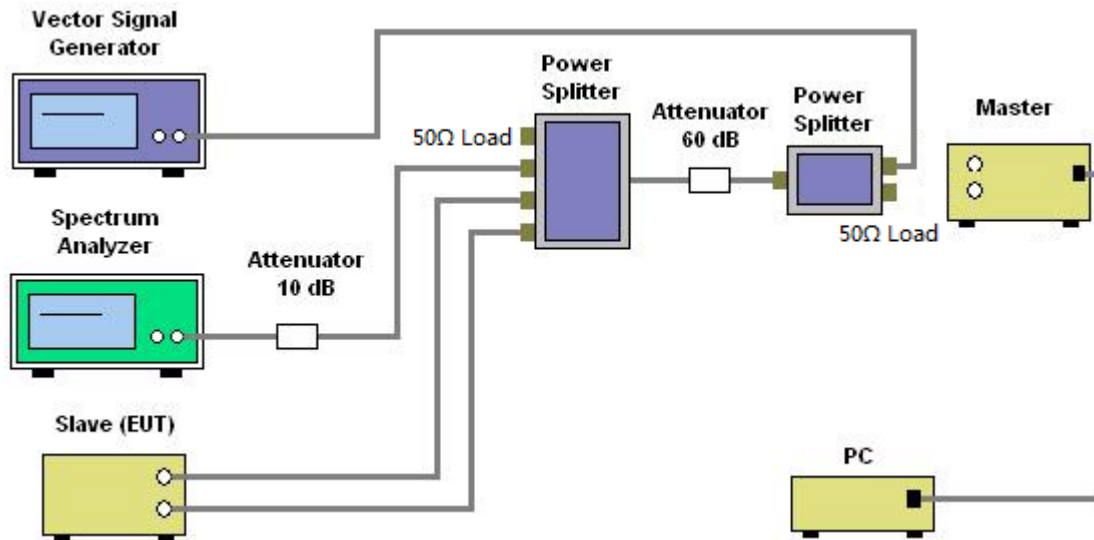 Vector Signal
Generator
Power
Splitter
50Ω Load
Attenuator
60 dB
Power
Splitter
Master
50Ω Load
Spectrum
Analyzer
Attenuator
10 dB
Slave (EUT)
PC